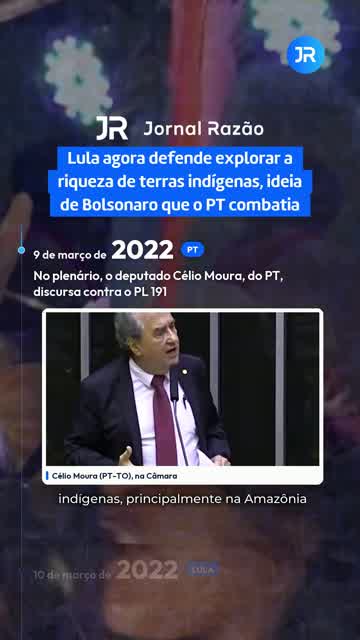 JR
JR Jornal Razão
Lula agora defende explorar a
riqueza de terras indígenas, ideia
de Bolsonaro que o PT combatia
9 de março de 2022 PT
No plenário, o deputado Célio Moura, do PT,
discursa contra o PL 191
Célio Moura (PT-TO), na Câmara
indígenas, principalmente na Amazônia
10 de março de 2022 LULA